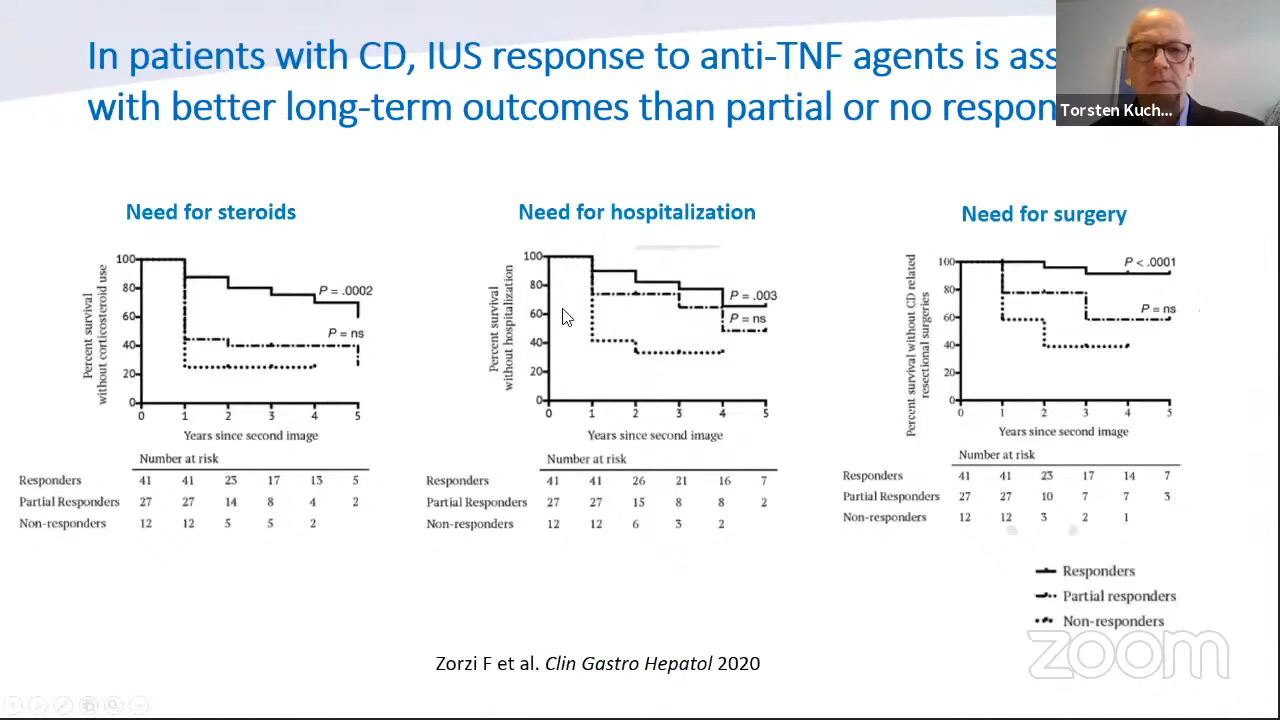 In patients with CD, IUS response to anti-TNF agents is
with better long-term outcomes than partial or no
Torsten Kuch...
Need for steroids
Percent survival
without corticosteroid use
100
80
60
40
20
0
P = .0002
P = ns
0 1 2 3 4 5
Years since second image
Number at risk
Responders 41 41 23 17 13 5
Partial Responders 27 27 14 8 4 2
Non-responders 12 12 5 5 2
Need for hospitalization
Percent survival
without hospitalization
100
80
60
40
20
0
P = .003
P = ns
0 1 2 3 4 5
Years since second image
Number at risk
Responders 41 41 26 21 16 7
Partial Responders 27 27 15 8 8 2
Non-responders 12 12 6 3 2
Need for surgery
Percent survival without CD related
resectional surgeries
100
80
60
40
20
0
P < .0001
P = ns
0 1 2 3 4 5
Years since second image
Number at risk
Responders 41 41 23 17 14 7
Partial Responders 27 27 10 7 7 3
Non-responders 12 12 3 2 1
Responders
Partial responders
Non-responders
Zorzi F et al. Clin Gastro Hepatol 2020
zoom